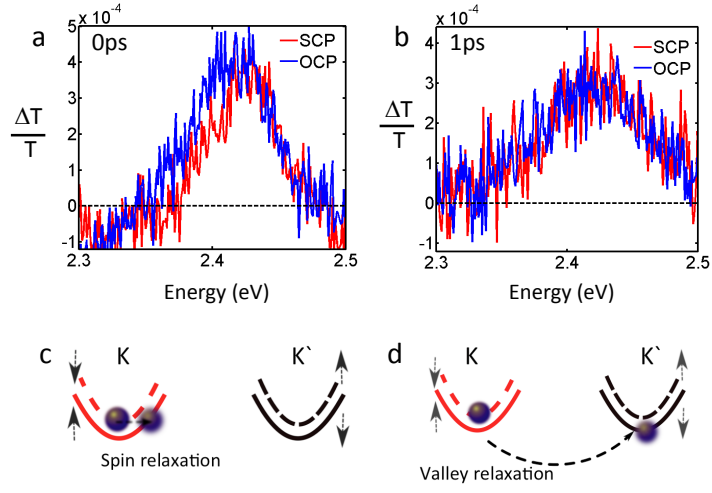 a
0ps
× 10⁻⁴
SCP
OCP
ΔT
T
5
4
3
2
1
0
-1
2.3
2.4
2.5
Energy (eV)
b
1ps
× 10⁻⁴
SCP
OCP
ΔT
T
4
3
2
1
0
-1
2.3
2.4
2.5
Energy (eV)
c
K
K`
Spin relaxation
d
K
K`
Valley relaxation